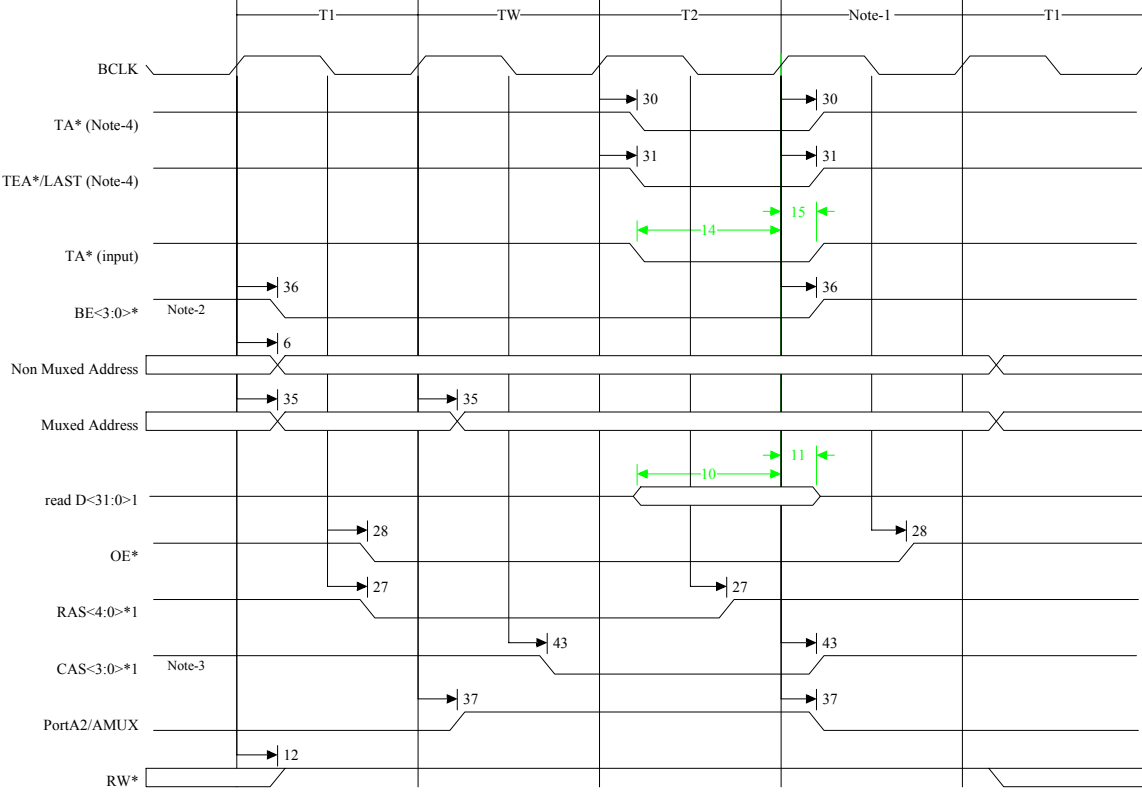 T1 TW T2 Note-1 T1
BCLK
30 30
TA* (Note-4)
31 31
TEA*/LAST (Note-4)
15
14
TA* (input)
36 36
Note-2
BE<3:0>*
6
Non Muxed Address
35 35
Muxed Address
11
10
read D<31:0>1
28 28
OE*
27 27
RAS<4:0>*1
43 43
Note-3
CAS<3:0>*1
37 37
PortA2/AMUX
12
RW*